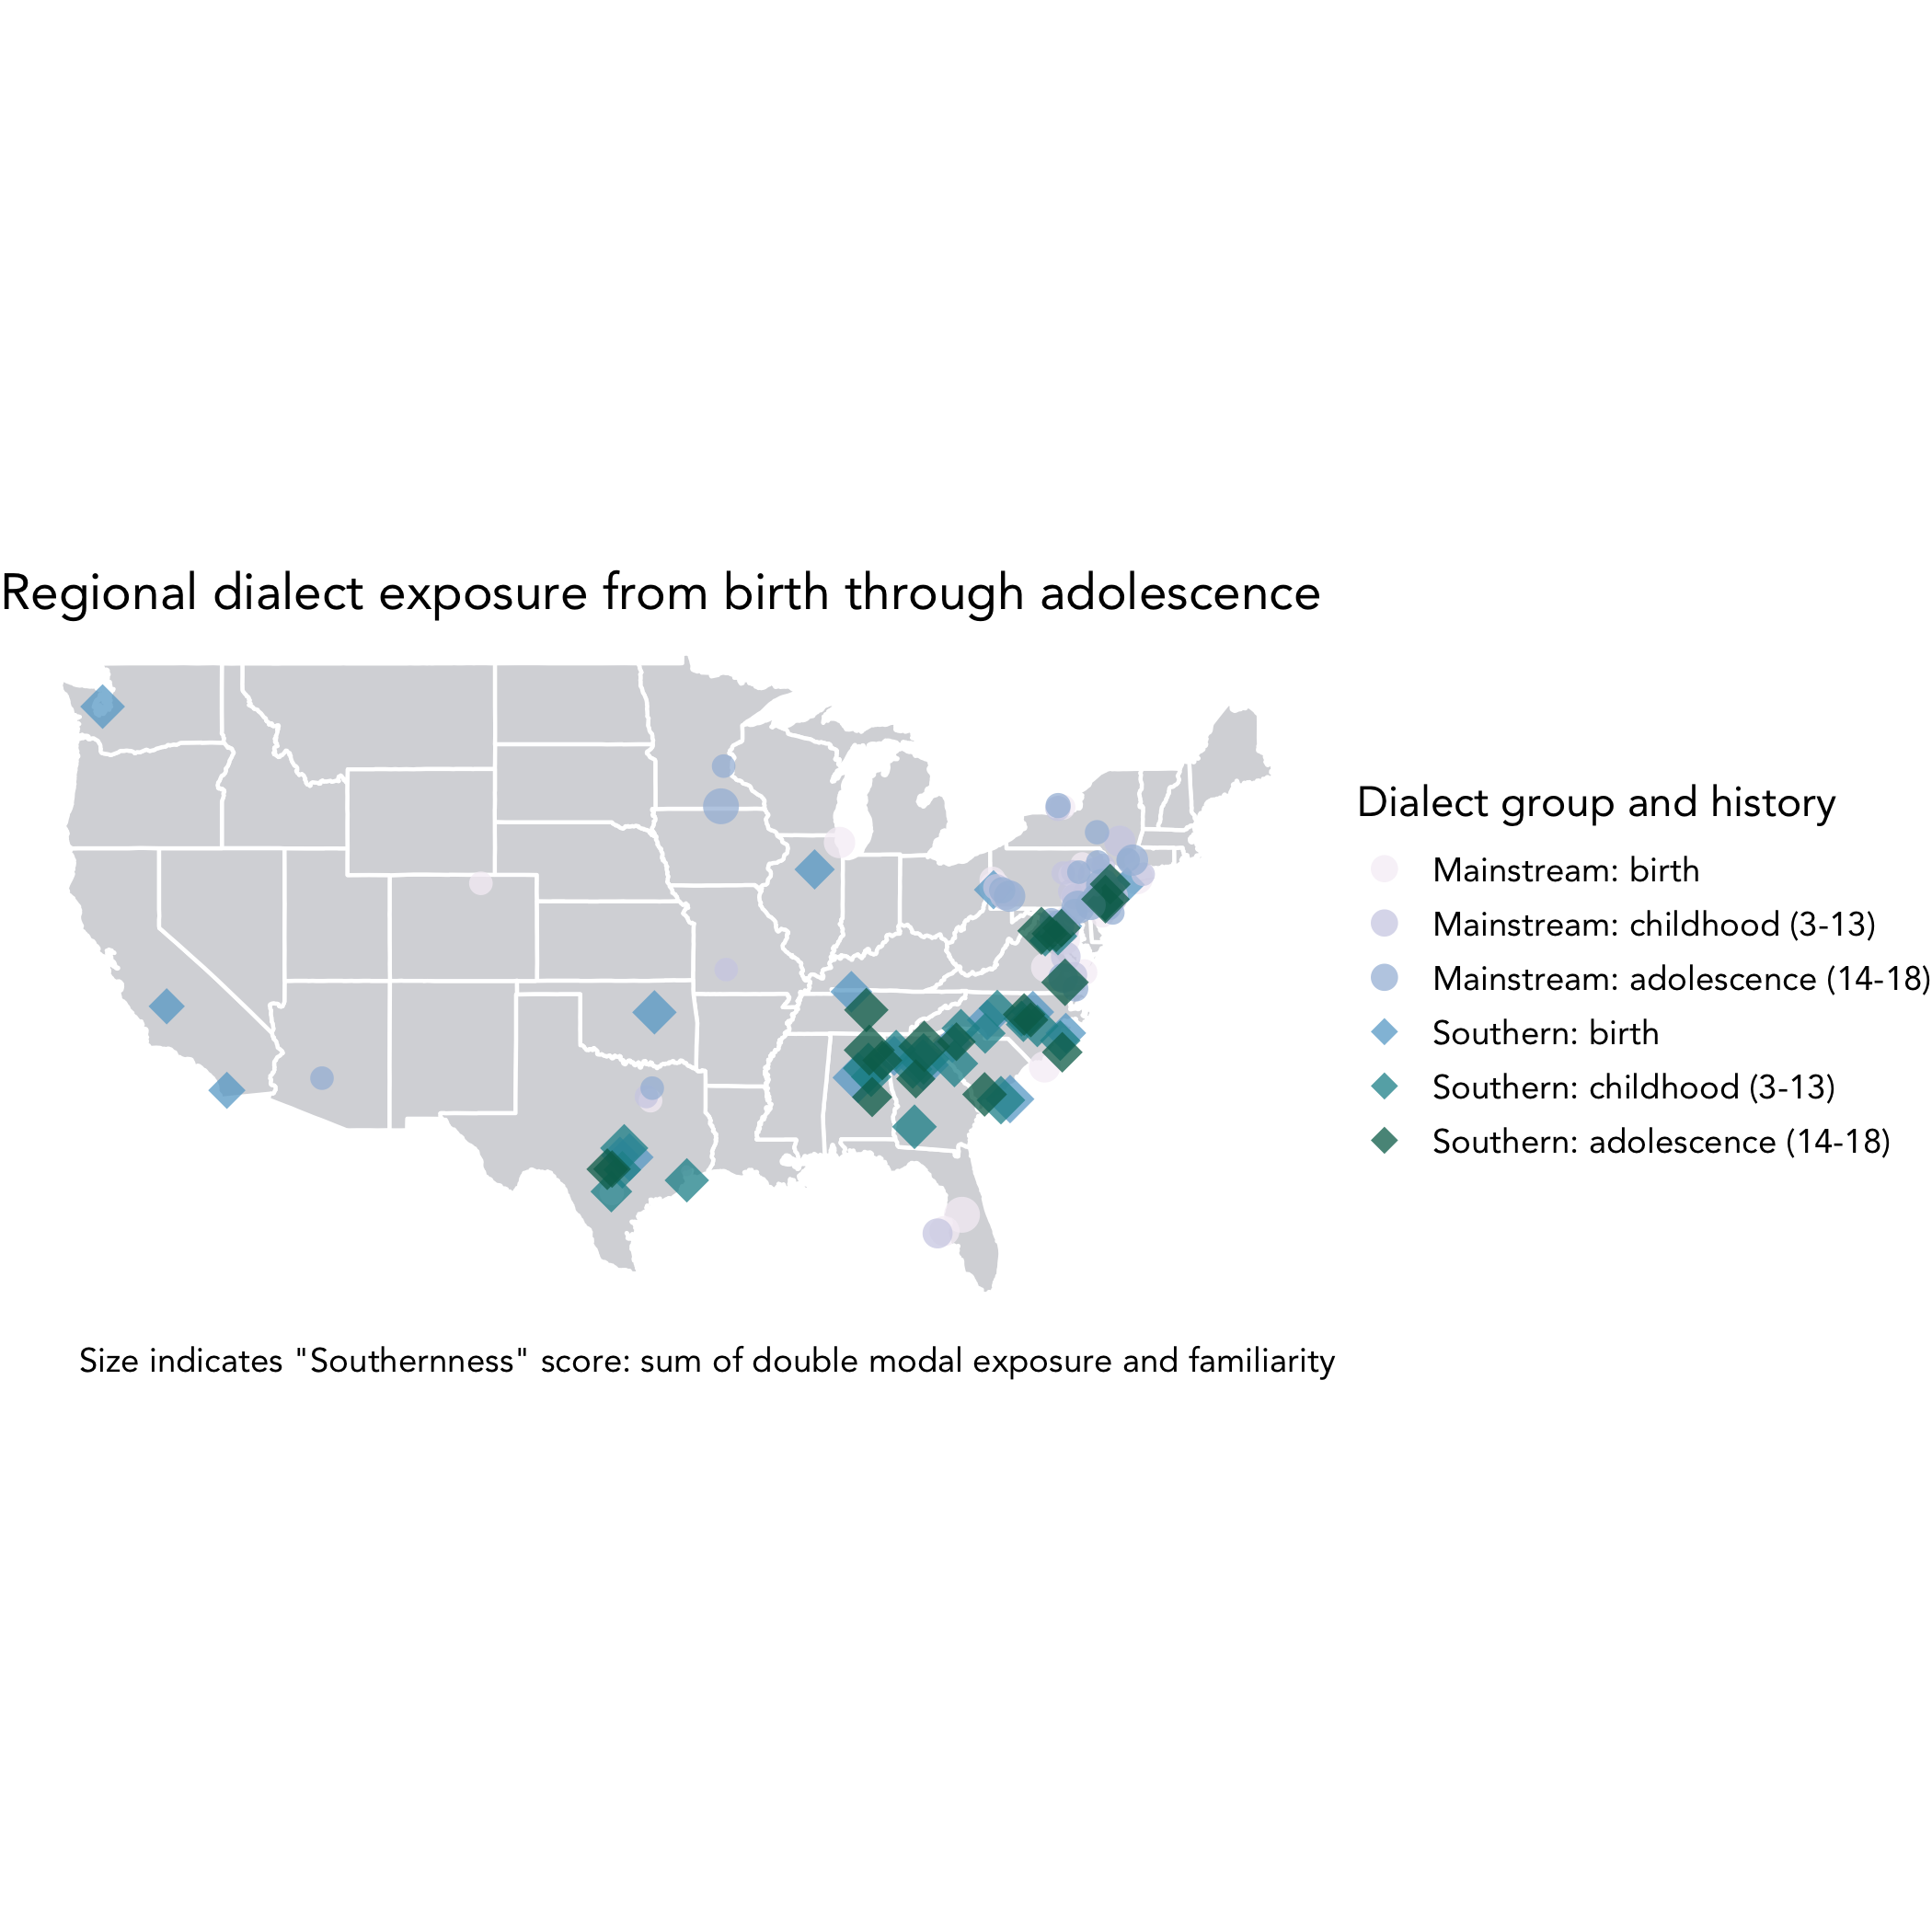 Regional dialect exposure from birth through adolescence
Dialect group and history
Mainstream: birth
Mainstream: childhood (3-13)
Mainstream: adolescence (14-18)
Southern: birth
Southern: childhood (3-13)
Southern: adolescence (14-18)
Size indicates "Southernness" score: sum of double modal exposure and familiarity